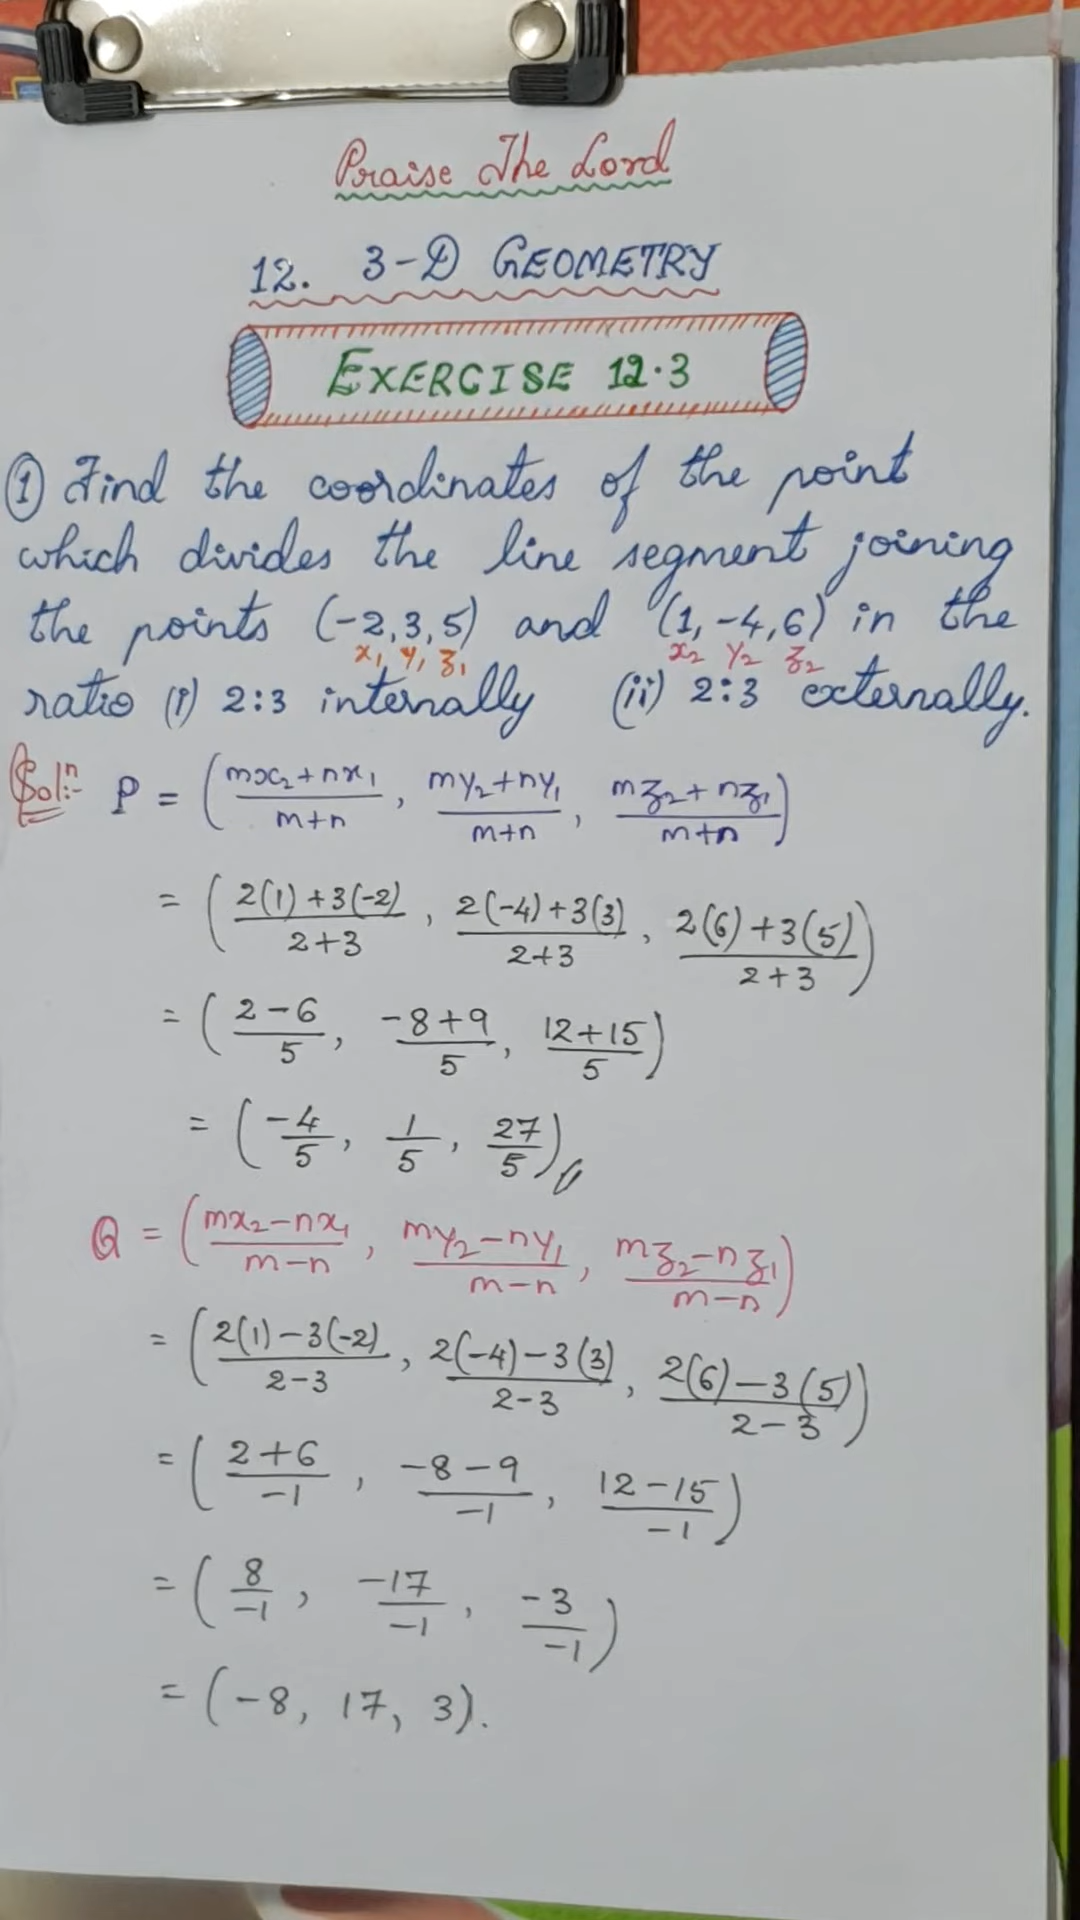 Praise The Lord
12. 3-D GEOMETRY
EXERCISE 12.3
① Find the coordinates of the point
which divides the line segment joining
the points (-2,3,5) and (1,-4,6) in the
x₁ y₁ z₁ x₂ y₂ z₂
ratio (i) 2:3 internally (ii) 2:3 externally.
Solⁿ:- P = ( (mx₂+nx₁)/(m+n), (my₂+ny₁)/(m+n), (mz₂+nz₁)/(m+n) )
= ( (2(1)+3(-2))/(2+3), (2(-4)+3(3))/(2+3), (2(6)+3(5))/(2+3) )
= ( (2-6)/5, (-8+9)/5, (12+15)/5 )
= ( -4/5, 1/5, 27/5 )
Q = ( (mx₂-nx₁)/(m-n), (my₂-ny₁)/(m-n), (mz₂-nz₁)/(m-n) )
= ( (2(1)-3(-2))/(2-3), (2(-4)-3(3))/(2-3), (2(6)-3(5))/(2-3) )
= ( (2+6)/-1, (-8-9)/-1, (12-15)/-1 )
= ( 8/-1, -17/-1, -3/-1 )
= (-8, 17, 3).